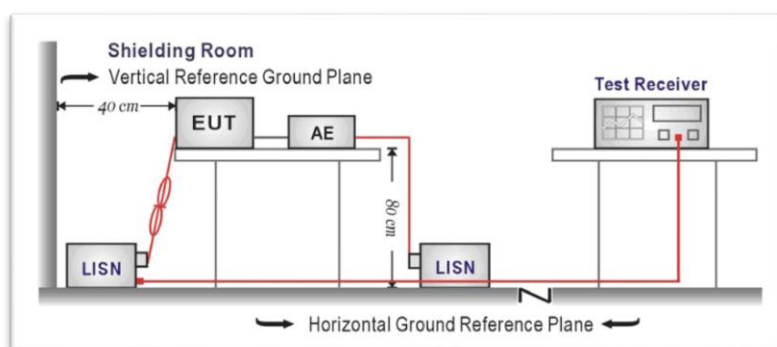 Shielding Room
Vertical Reference Ground Plane
40 cm
Test Receiver
EUT
AE
80 cm
LISN
LISN
Horizontal Ground Reference Plane